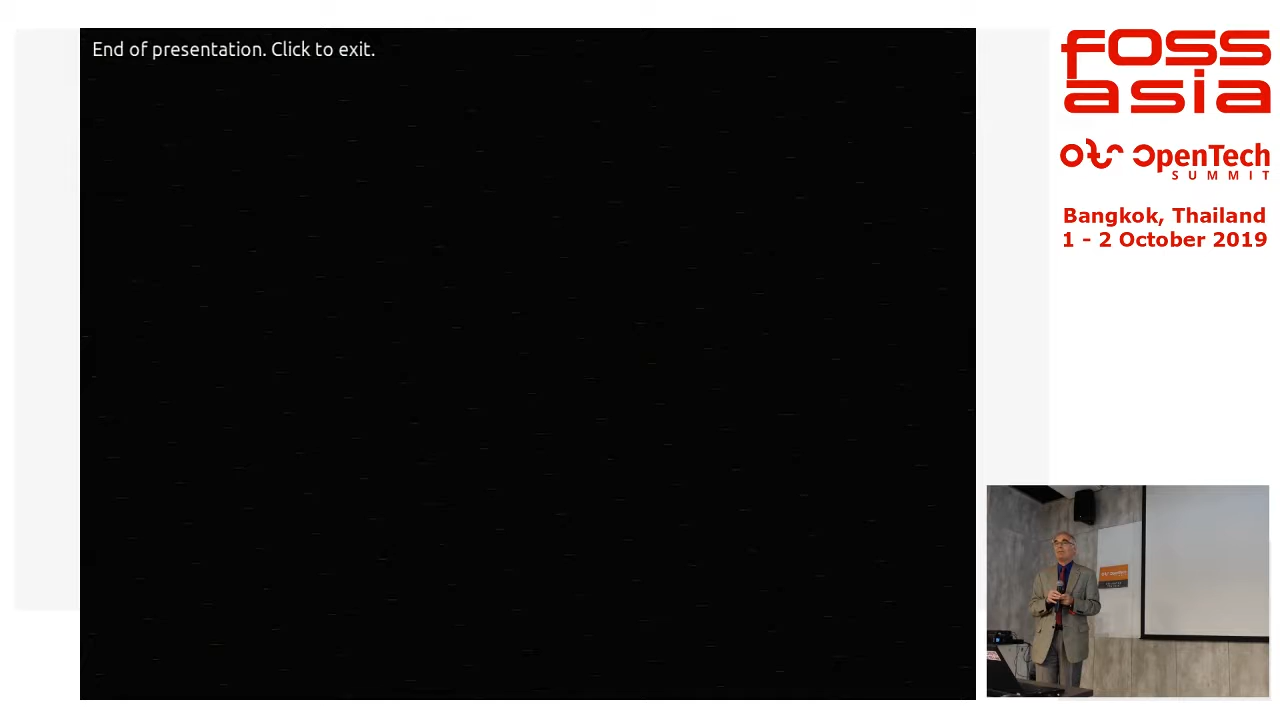 End of presentation. Click to exit.
foss
asia
OpenTech
SUMMIT
Bangkok, Thailand
1 - 2 October 2019